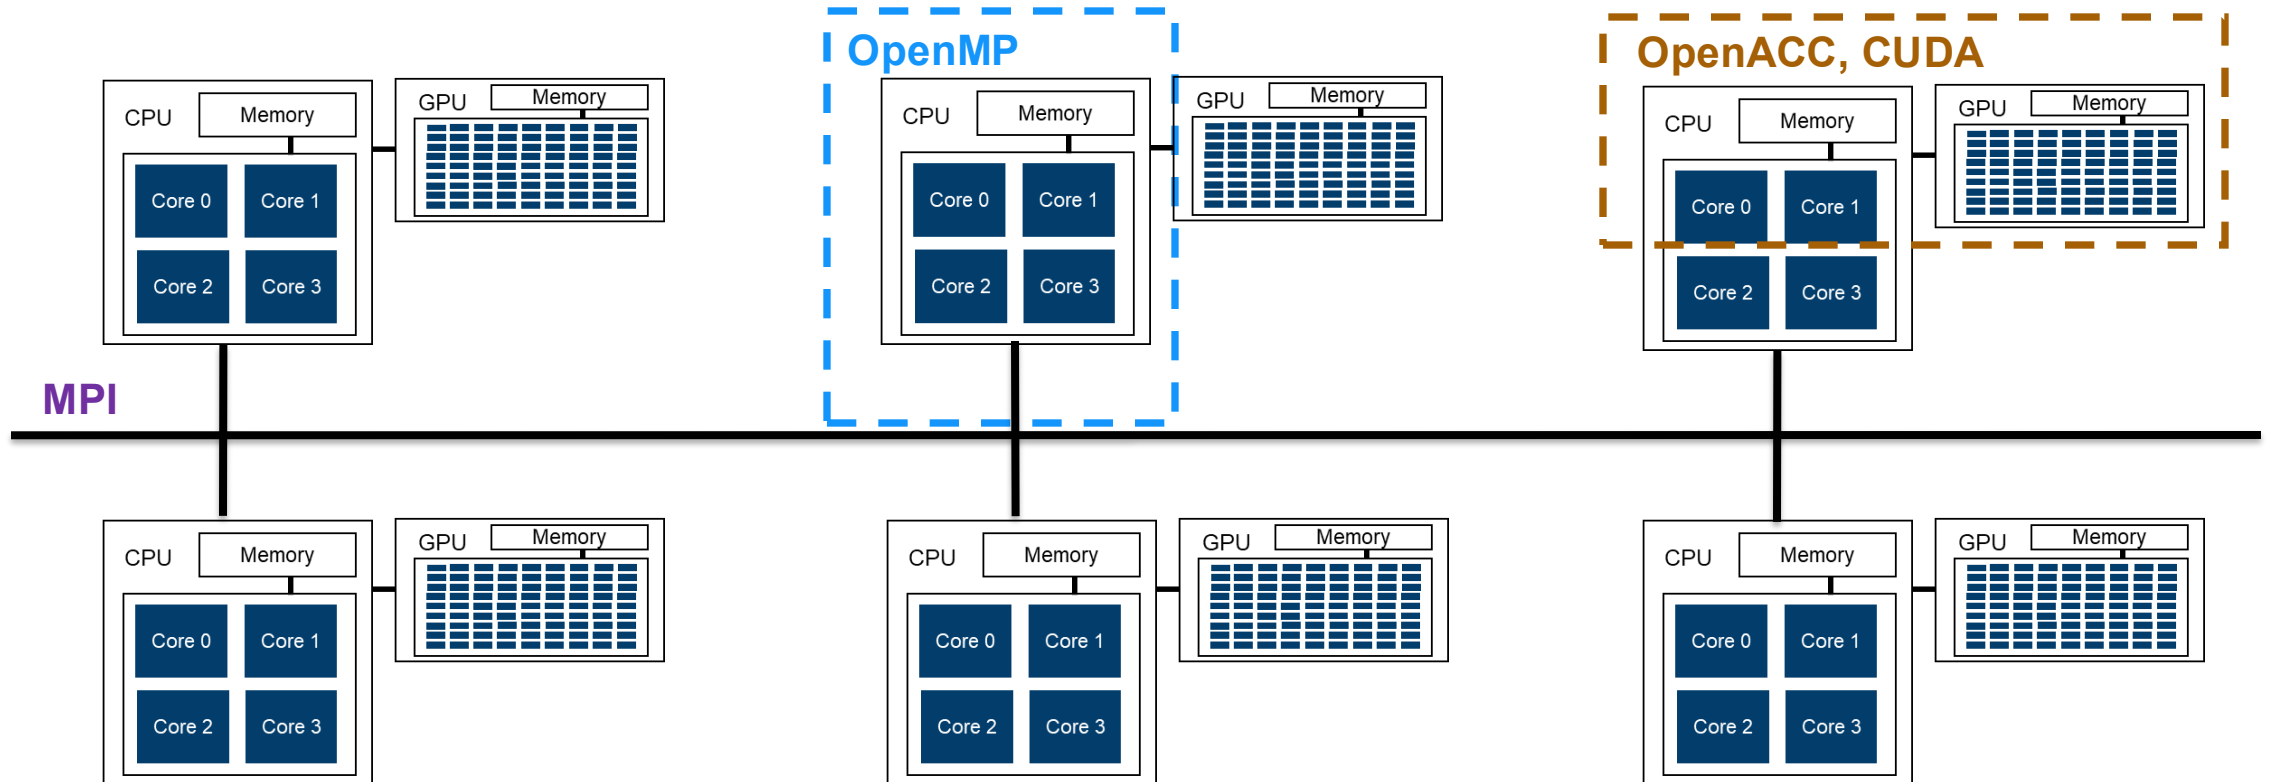 OpenMP
OpenACC, CUDA
CPU
Memory
GPU
Memory
Core 0
Core 1
Core 2
Core 3
CPU
Memory
GPU
Memory
Core 0
Core 1
Core 2
Core 3
CPU
Memory
GPU
Memory
Core 0
Core 1
Core 2
Core 3
MPI
CPU
Memory
GPU
Memory
Core 0
Core 1
Core 2
Core 3
CPU
Memory
GPU
Memory
Core 0
Core 1
Core 2
Core 3
CPU
Memory
GPU
Memory
Core 0
Core 1
Core 2
Core 3